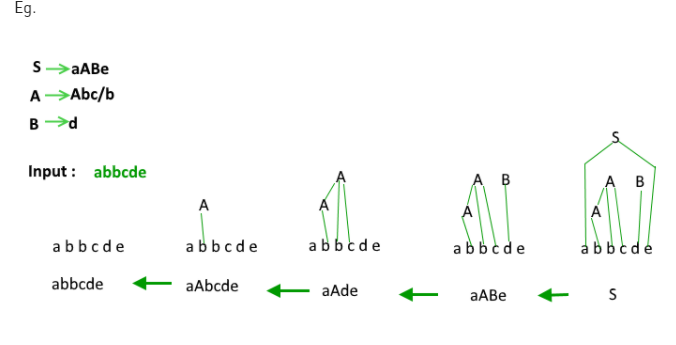 Eg.
S → aABe
A → Abc/b
B → d
Input : abbcde
S
A A B A B
A A A A
a b b c d e a b b c d e a b b c d e a b b c d e a b b c d e
abbcde ← aAbcde ← aAde ← aABe ← S